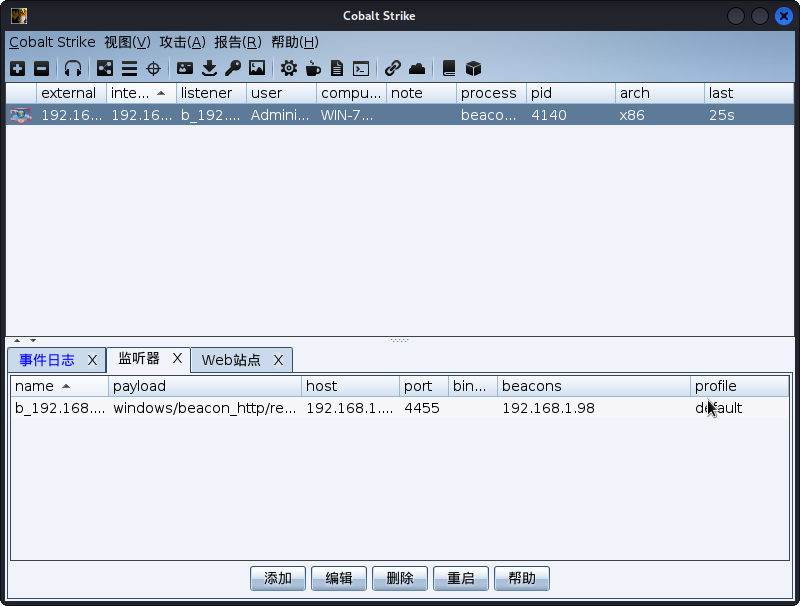 Cobalt Strike
Cobalt Strike 视图(V) 攻击(A) 报告(R) 帮助(H)
external inte... listener user compu... note process pid arch last
192.16... 192.16... b_192.... Admini... WIN-7... beaco... 4140 x86 25s
事件日志 X 监听器 X Web站点 X
name payload host port bin... beacons profile
b_192.168.... windows/beacon_http/re... 192.168.1.... 4455 192.168.1.98 default
添加 编辑 删除 重启 帮助